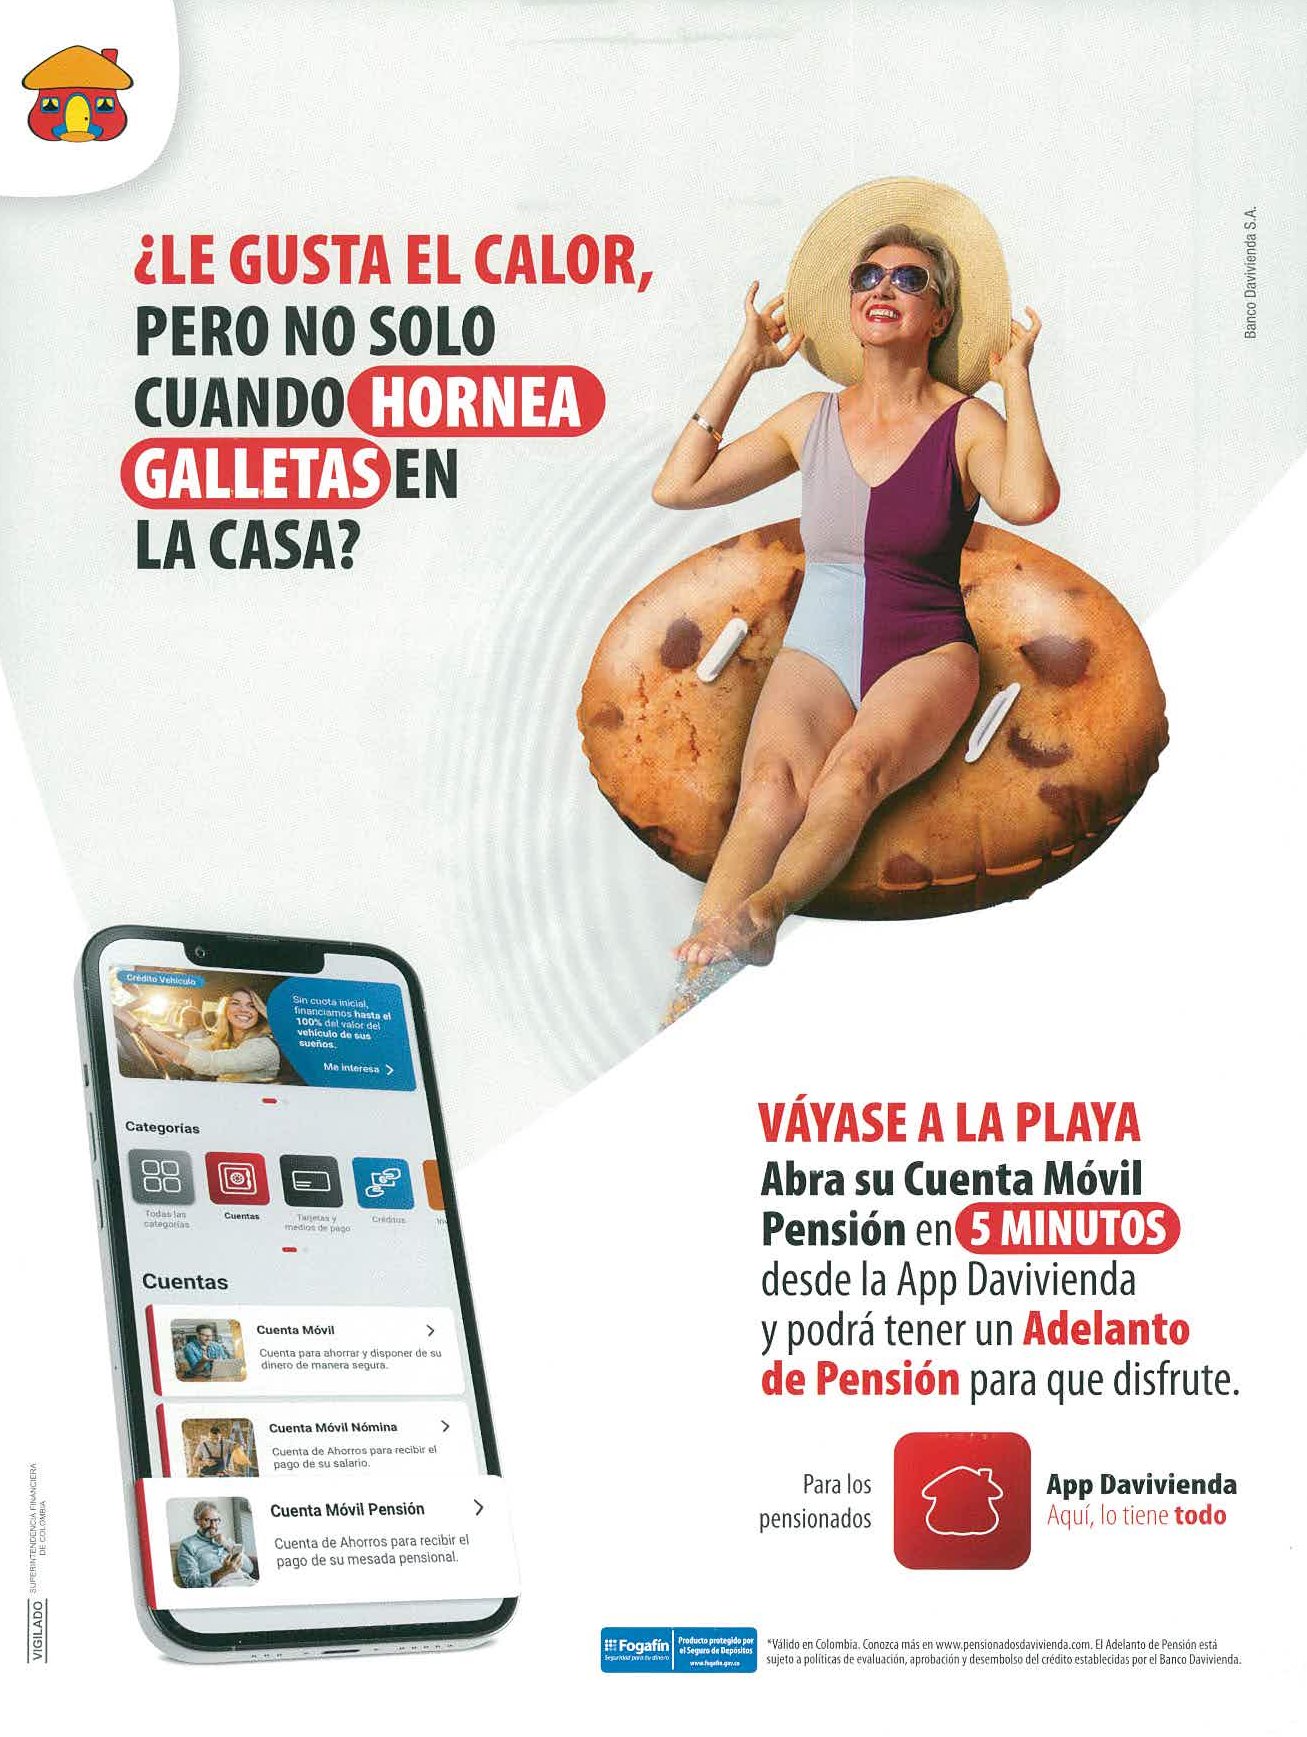 ¿LE GUSTA EL CALOR,
PERO NO SOLO
CUANDO HORNEA
GALLETAS EN
LA CASA?
Banco Davivienda S.A.
Crédito Vehículo
Sin cuota inicial,
financiamos hasta el
100% del valor del
vehículo de sus
sueños.
Me interesa >
Categorías
Todas las
categorías
Cuentas
Tarjetas y
medios de pago
Créditos
Cuentas
Cuenta Móvil >
Cuenta para ahorrar y disponer de su
dinero de manera segura.
Cuenta Móvil Nómina >
Cuenta de Ahorros para recibir el
pago de su salario.
Cuenta Móvil Pensión >
Cuenta de Ahorros para recibir el
pago de su mesada pensional.
VÁYASE A LA PLAYA
Abra su Cuenta Móvil
Pensión en 5 MINUTOS
desde la App Davivienda
y podrá tener un Adelanto
de Pensión para que disfrute.
Para los
pensionados
App Davivienda
Aquí, lo tiene todo
VIGILADO SUPERINTENDENCIA FINANCIERA
DE COLOMBIA
Fogafín
Seguridad para tu dinero
Producto protegido por
el Seguro de Depósitos
www.fogafin.gov.co
*Válido en Colombia. Conozca más en www.pensionadosdavivienda.com. El Adelanto de Pensión está
sujeto a políticas de evaluación, aprobación y desembolso del crédito establecidas por el Banco Davivienda.